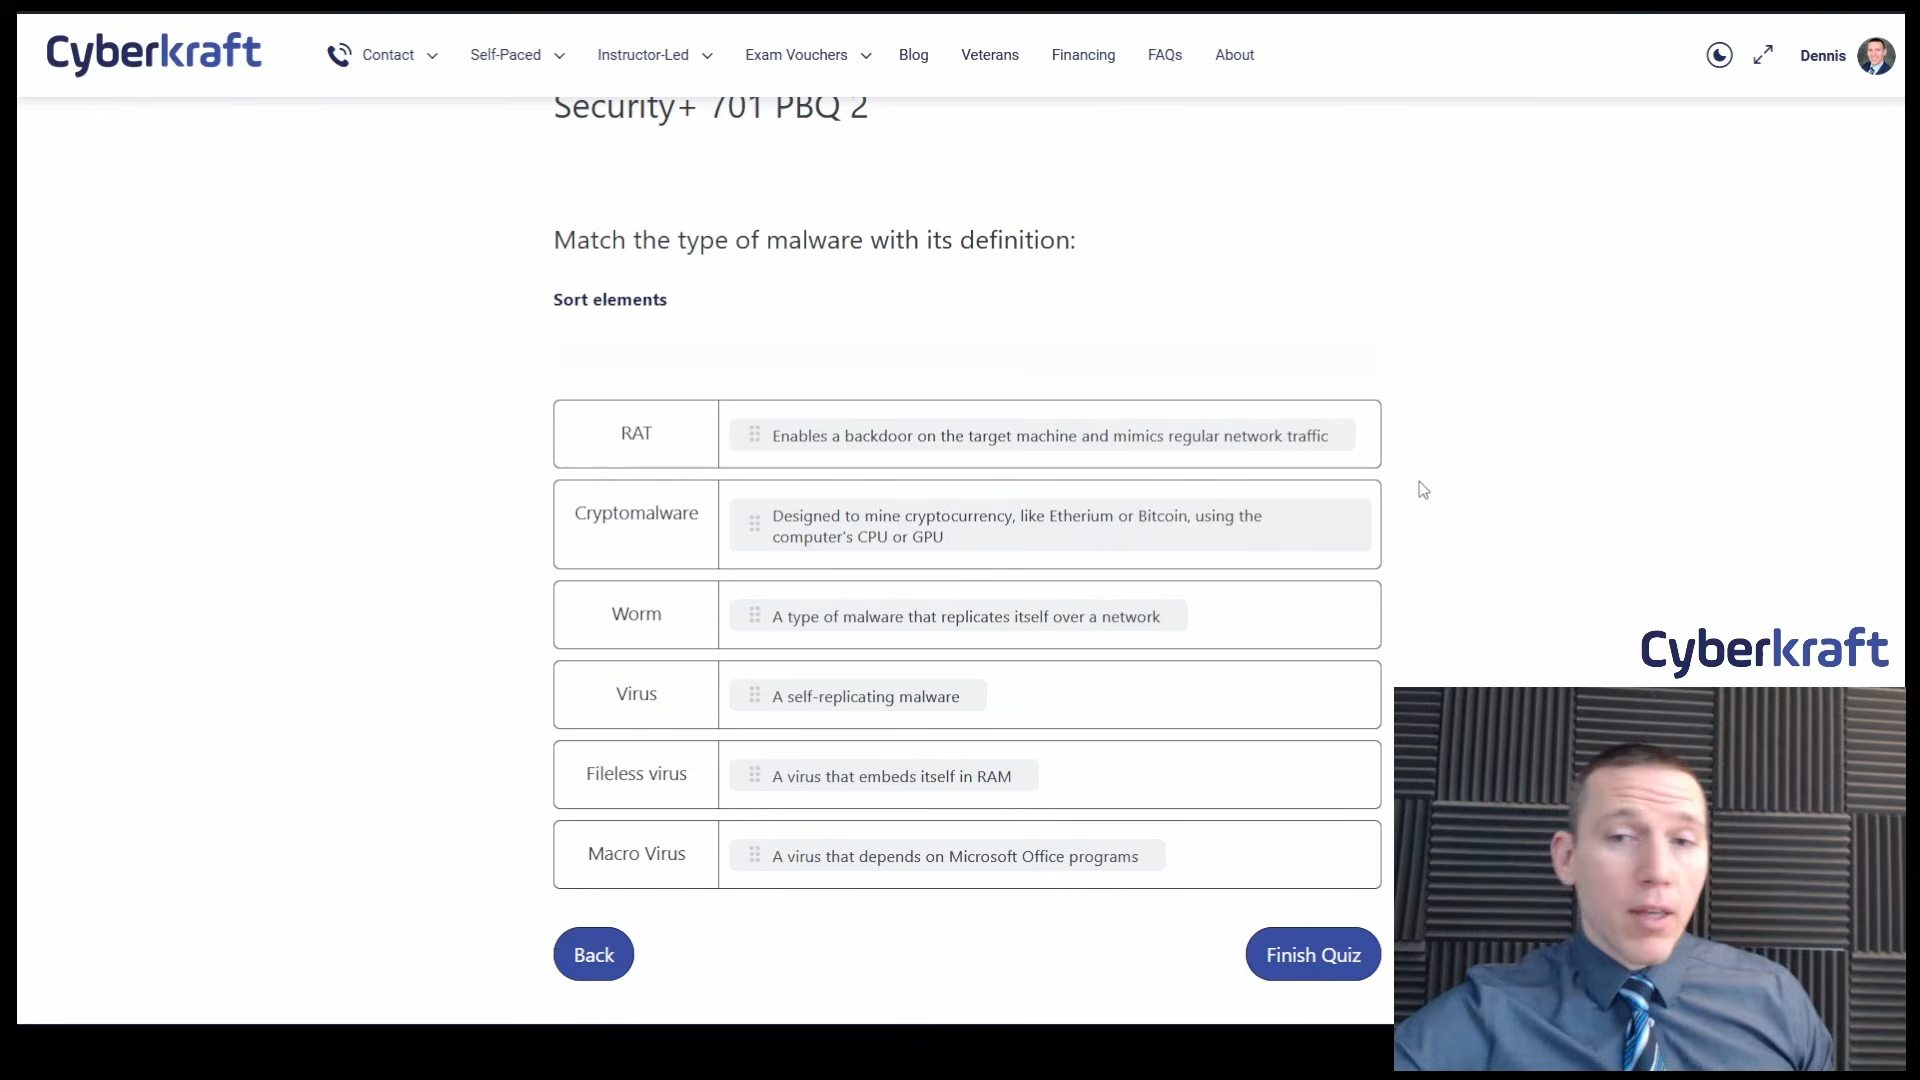 Cyberkraft
Contact
Self-Paced
Instructor-Led
Exam Vouchers
Blog
Veterans
Financing
FAQs
About
Dennis
Security+ 701 PBQ 2
Match the type of malware with its definition:
Sort elements
RAT
Enables a backdoor on the target machine and mimics regular network traffic
Cryptomalware
Designed to mine cryptocurrency, like Etherium or Bitcoin, using the
computer's CPU or GPU
Worm
A type of malware that replicates itself over a network
Virus
A self-replicating malware
Fileless virus
A virus that embeds itself in RAM
Macro Virus
A virus that depends on Microsoft Office programs
Back
Finish Quiz
Cyberkraft